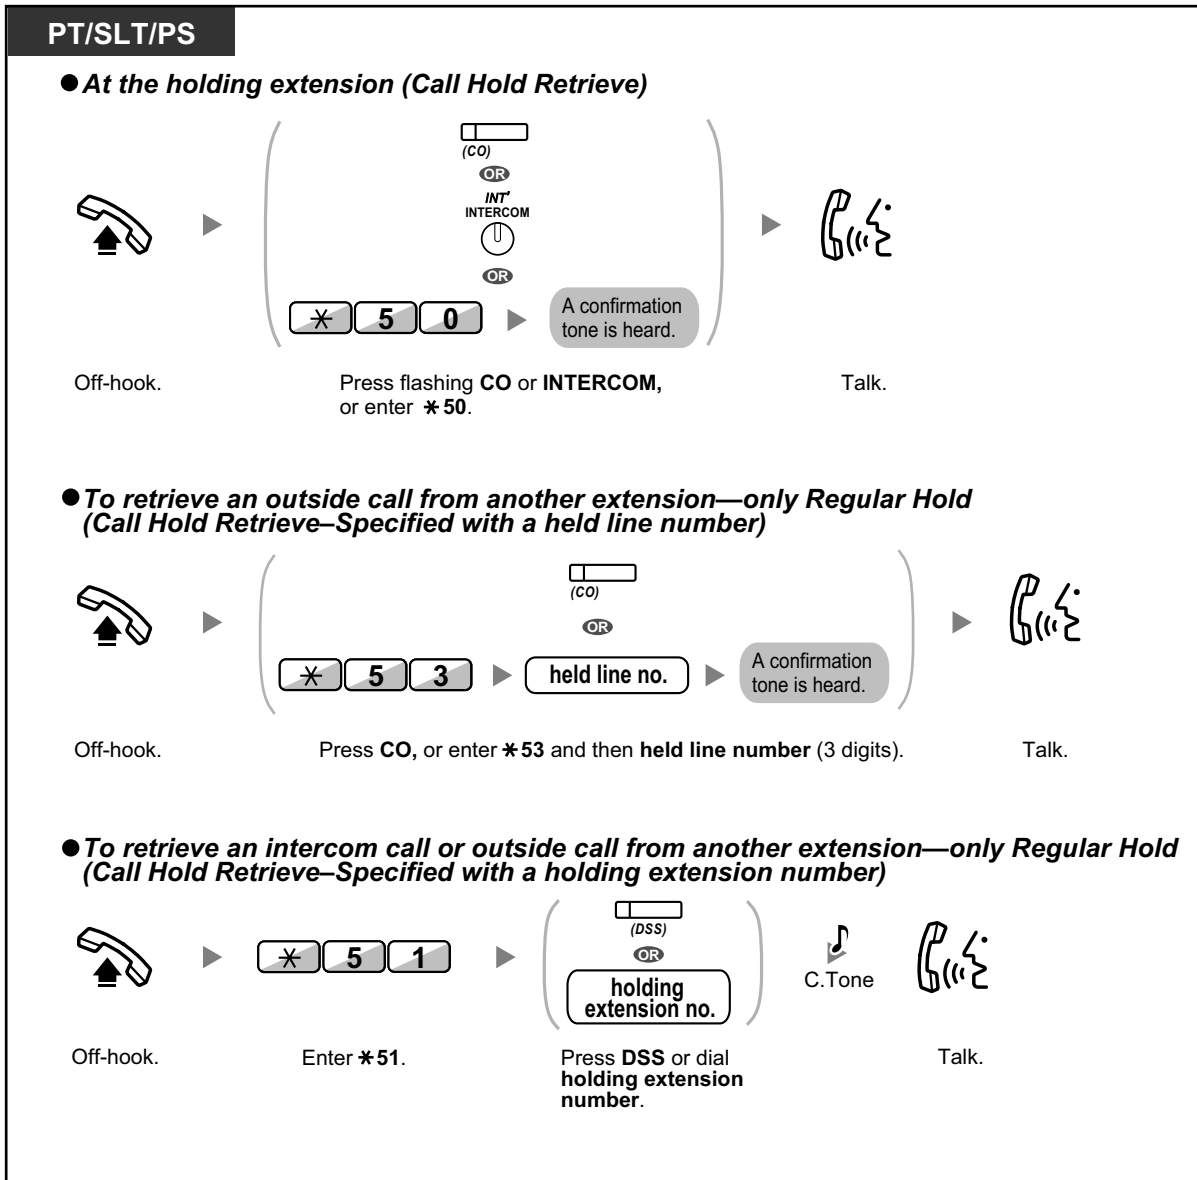 PT/SLT/PS
●At the holding extension (Call Hold Retrieve)
(CO)
OR
INT'
INTERCOM
OR
* 5 0
A confirmation
tone is heard.
Off-hook.
Press flashing CO or INTERCOM,
or enter *50.
Talk.
●To retrieve an outside call from another extension—only Regular Hold
(Call Hold Retrieve–Specified with a held line number)
(CO)
OR
* 5 3
held line no.
A confirmation
tone is heard.
Off-hook.
Press CO, or enter *53 and then held line number (3 digits).
Talk.
●To retrieve an intercom call or outside call from another extension—only Regular Hold
(Call Hold Retrieve–Specified with a holding extension number)
* 5 1
(DSS)
OR
holding
extension no.
C.Tone
Off-hook.
Enter *51.
Press DSS or dial
holding extension
number.
Talk.